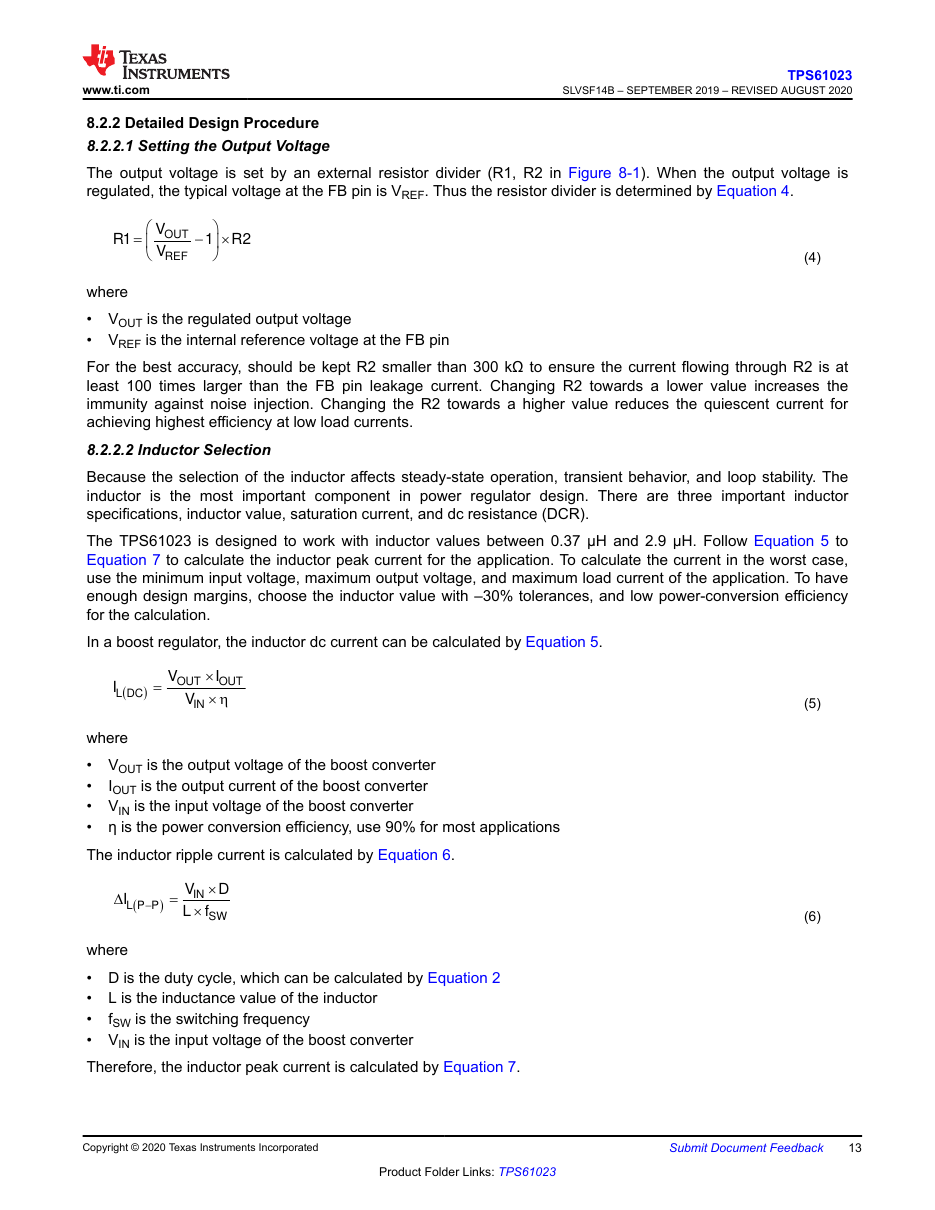 TEXAS
INSTRUMENTS
www.ti.com
TPS61023
SLVSF14B – SEPTEMBER 2019 – REVISED AUGUST 2020
8.2.2 Detailed Design Procedure
8.2.2.1 Setting the Output Voltage
The output voltage is set by an external resistor divider (R1, R2 in Figure 8-1). When the output voltage is
regulated, the typical voltage at the FB pin is VREF. Thus the resistor divider is determined by Equation 4.
R1 = (VOUT / VREF − 1) × R2
(4)
where
• VOUT is the regulated output voltage
• VREF is the internal reference voltage at the FB pin
For the best accuracy, should be kept R2 smaller than 300 kΩ to ensure the current flowing through R2 is at
least 100 times larger than the FB pin leakage current. Changing R2 towards a lower value increases the
immunity against noise injection. Changing the R2 towards a higher value reduces the quiescent current for
achieving highest efficiency at low load currents.
8.2.2.2 Inductor Selection
Because the selection of the inductor affects steady-state operation, transient behavior, and loop stability. The
inductor is the most important component in power regulator design. There are three important inductor
specifications, inductor value, saturation current, and dc resistance (DCR).
The TPS61023 is designed to work with inductor values between 0.37 µH and 2.9 µH. Follow Equation 5 to
Equation 7 to calculate the inductor peak current for the application. To calculate the current in the worst case,
use the minimum input voltage, maximum output voltage, and maximum load current of the application. To have
enough design margins, choose the inductor value with –30% tolerances, and low power-conversion efficiency
for the calculation.
In a boost regulator, the inductor dc current can be calculated by Equation 5.
IL(DC) = VOUT × IOUT / VIN × η
(5)
where
• VOUT is the output voltage of the boost converter
• IOUT is the output current of the boost converter
• VIN is the input voltage of the boost converter
• η is the power conversion efficiency, use 90% for most applications
The inductor ripple current is calculated by Equation 6.
ΔIL(P−P) = VIN × D / L × fSW
(6)
where
• D is the duty cycle, which can be calculated by Equation 2
• L is the inductance value of the inductor
• fSW is the switching frequency
• VIN is the input voltage of the boost converter
Therefore, the inductor peak current is calculated by Equation 7.
Copyright © 2020 Texas Instruments Incorporated
Submit Document Feedback 13
Product Folder Links: TPS61023